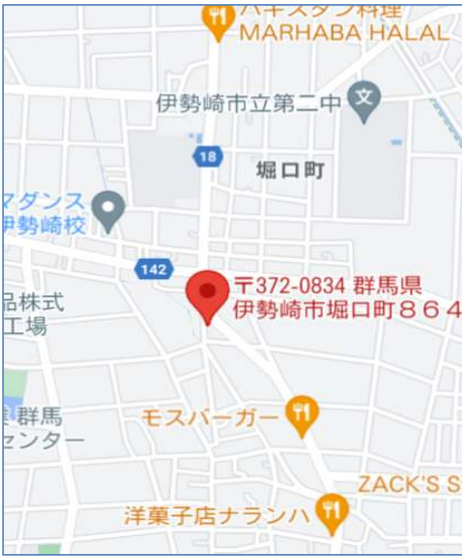 パキスタン料理
MARHABA HALAL
伊勢崎市立第二中
18
堀口町
マダンス
伊勢崎校
142
〒372-0834 群馬県
伊勢崎市堀口町８６４
品株式
工場
群馬
センター
モスバーガー
ZACK'S S
洋菓子店ナランハ